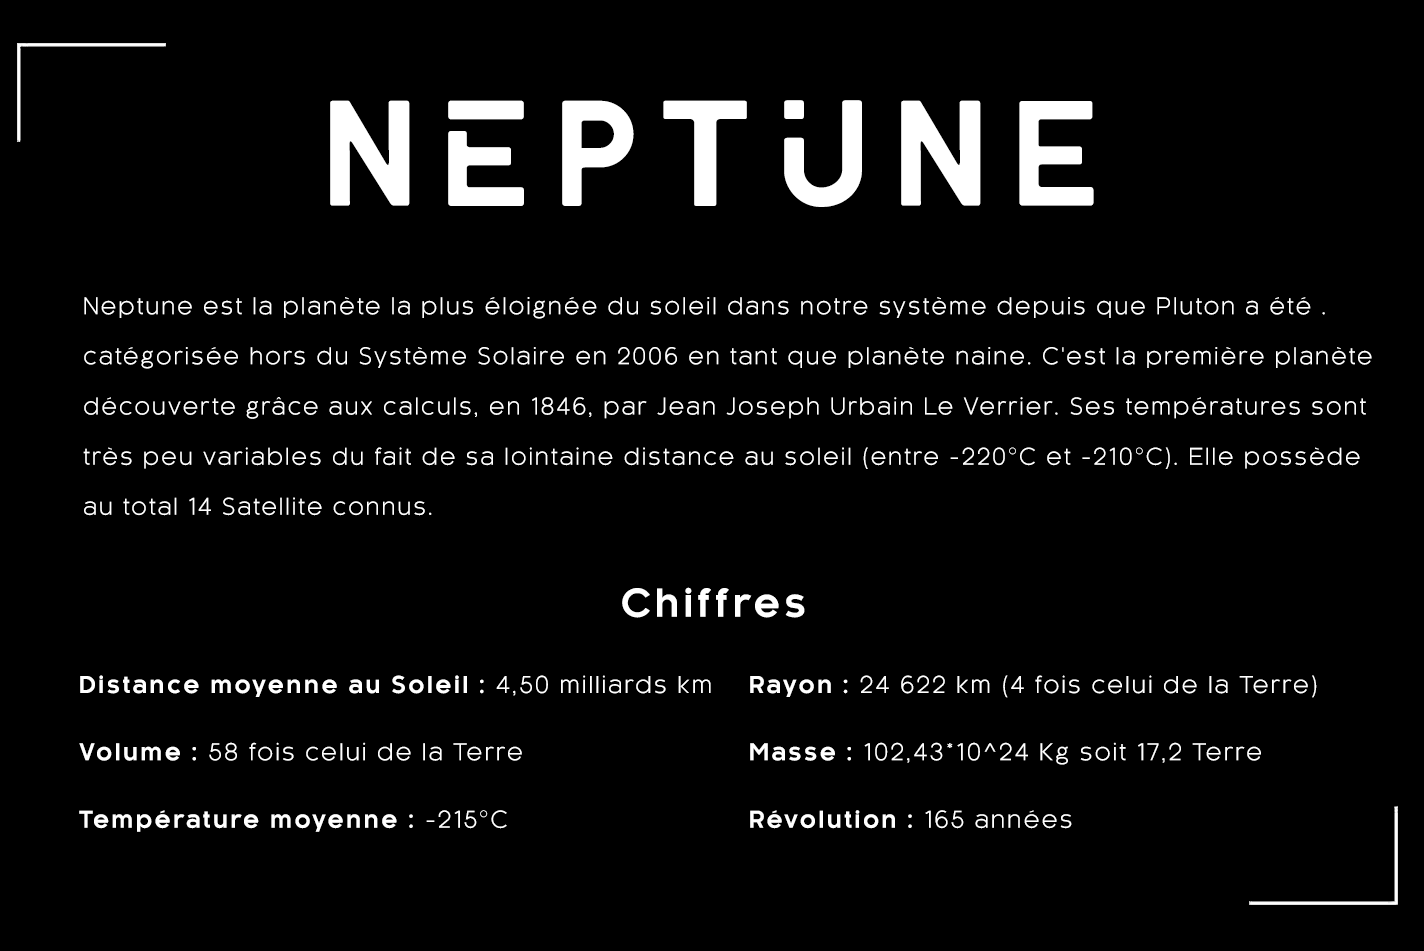 NEPTUNE
Neptune est la planète la plus éloignée du soleil dans notre système depuis que Pluton a été .
catégorisée hors du Système Solaire en 2006 en tant que planète naine. C'est la première planète
découverte grâce aux calculs, en 1846, par Jean Joseph Urbain Le Verrier. Ses températures sont
très peu variables du fait de sa lointaine distance au soleil (entre -220°C et -210°C). Elle possède
au total 14 Satellite connus.
Chiffres
Distance moyenne au Soleil : 4,50 milliards km
Rayon : 24 622 km (4 fois celui de la Terre)
Volume : 58 fois celui de la Terre
Masse : 102,43*10^24 Kg soit 17,2 Terre
Température moyenne : -215°C
Révolution : 165 années